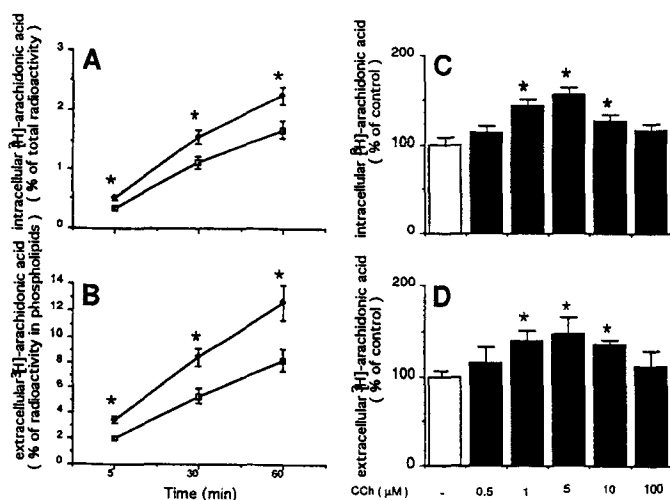 A
intracellular [3H]-arachidonic acid
( % of total radioactivity)
3
2
1
0
*
*
*
B
extracellular [3H]-arachidonic acid
( % of radioactivity in phospholipids)
14
12
10
8
6
4
2
0
*
*
*
5
30
60
Time (min)
C
intracellular [3H]-arachidonic acid
( % of control )
200
100
0
*
*
*
D
extracellular [3H]-arachidonic acid
( % of control )
200
100
0
*
*
*
CCh ( μM )
-
0.5
1
5
10
100